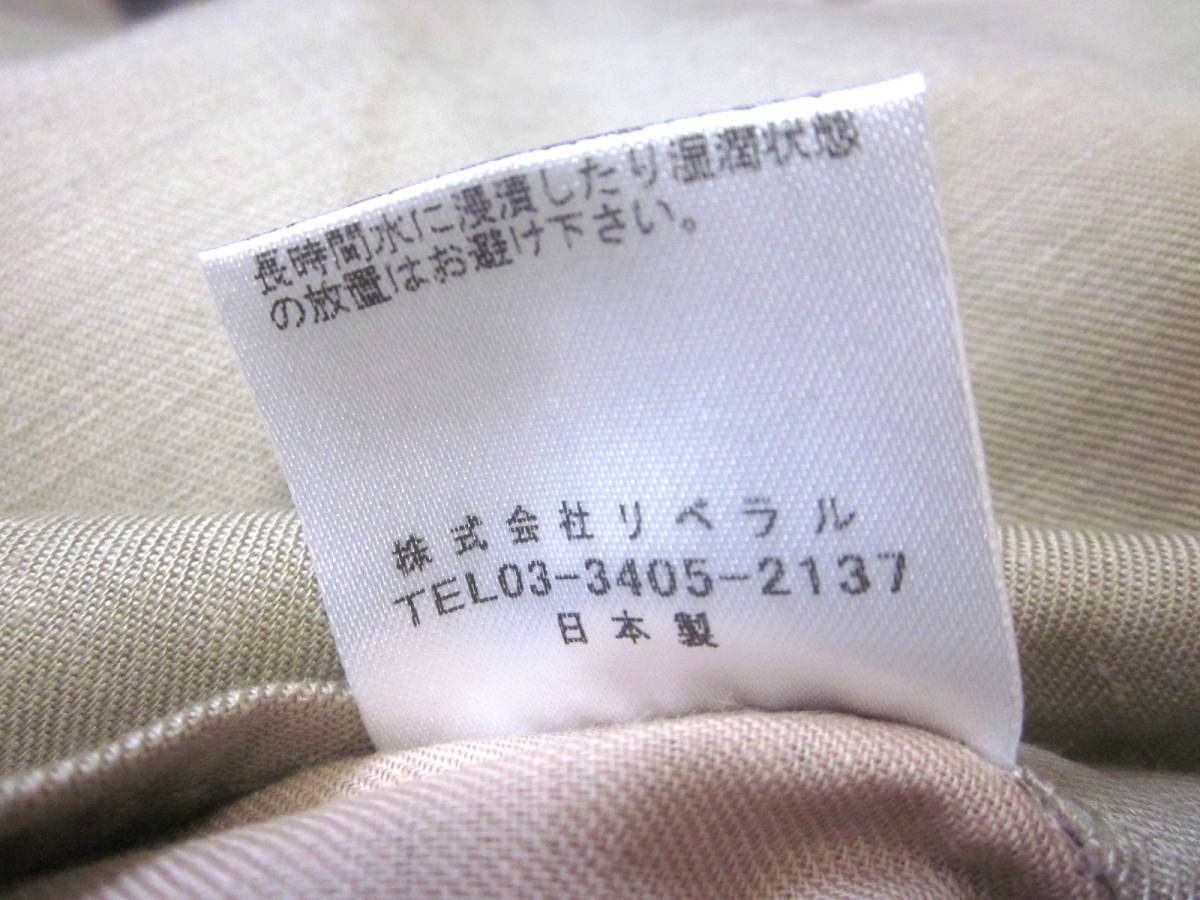 長時間水に浸漬したり湿潤状態
の放置はお避け下さい。
株式会社リベラル
TEL03-3405-2137
日本製